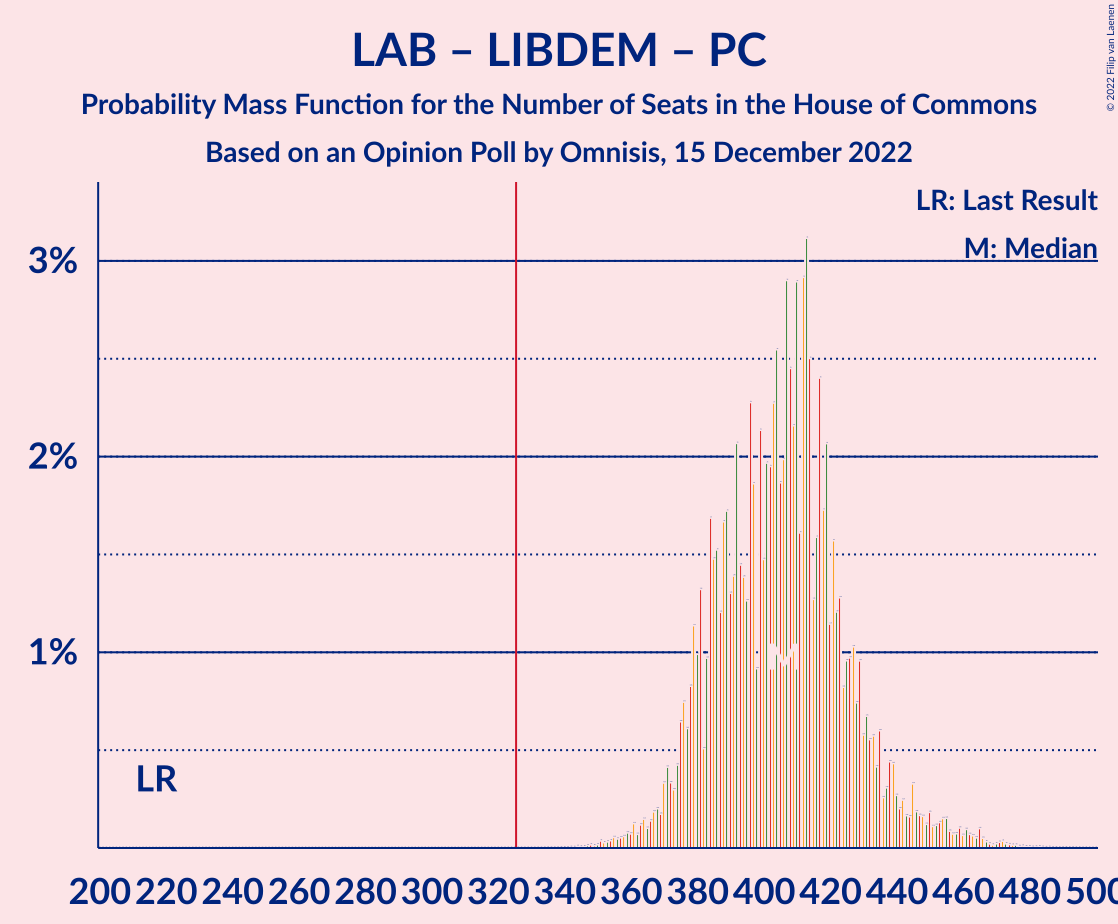 LAB – LIBDEM – PC
Probability Mass Function for the Number of Seats in the House of Commons
Based on an Opinion Poll by Omnisis, 15 December 2022
© 2022 Filip van Laenen
LR: Last Result
M: Median
3%
2%
1%
LR
M
200 220 240 260 280 300 320 340 360 380 400 420 440 460 480 500